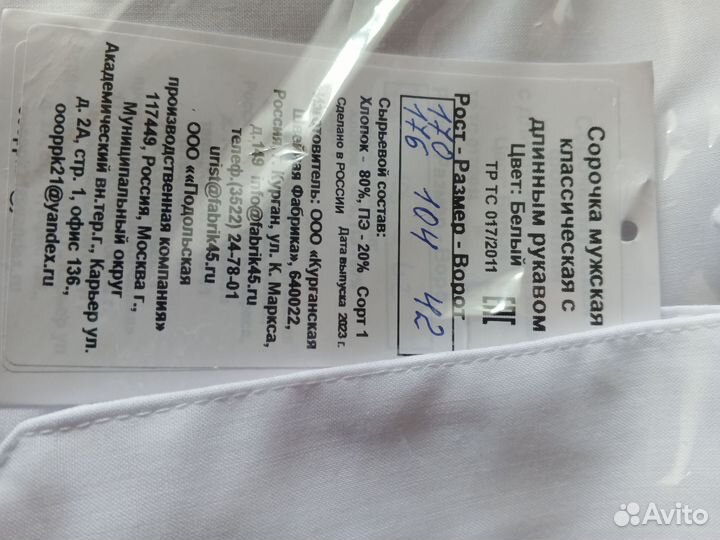 Сорочка мужская
классическая с
длинным рукавом
Цвет: Белый
ТР ТС 017/2011 ЕАС
Рост - Размер - Ворот
170
176 104 42
Сырьевой состав:
Хлопок - 80%, ПЭ - 20% Сорт 1
Сделано в РОССИИ Дата выпуска 2023 г.
Изготовитель: ООО «Курганская
Швейная Фабрика», 640022,
Россия, г. Курган, ул. К. Маркса,
д.149 info@fabrik45.ru
телеф.(3522) 24-78-01
urist@fabrik45.ru
ООО ««Подольская
производственная компания»
117449, Россия, Москва г.,
Муниципальный округ
Академический вн.тер.г., Карьер ул.
д. 2А, стр. 1, офис 136.,
oooppk21@yandex.ru
Avito